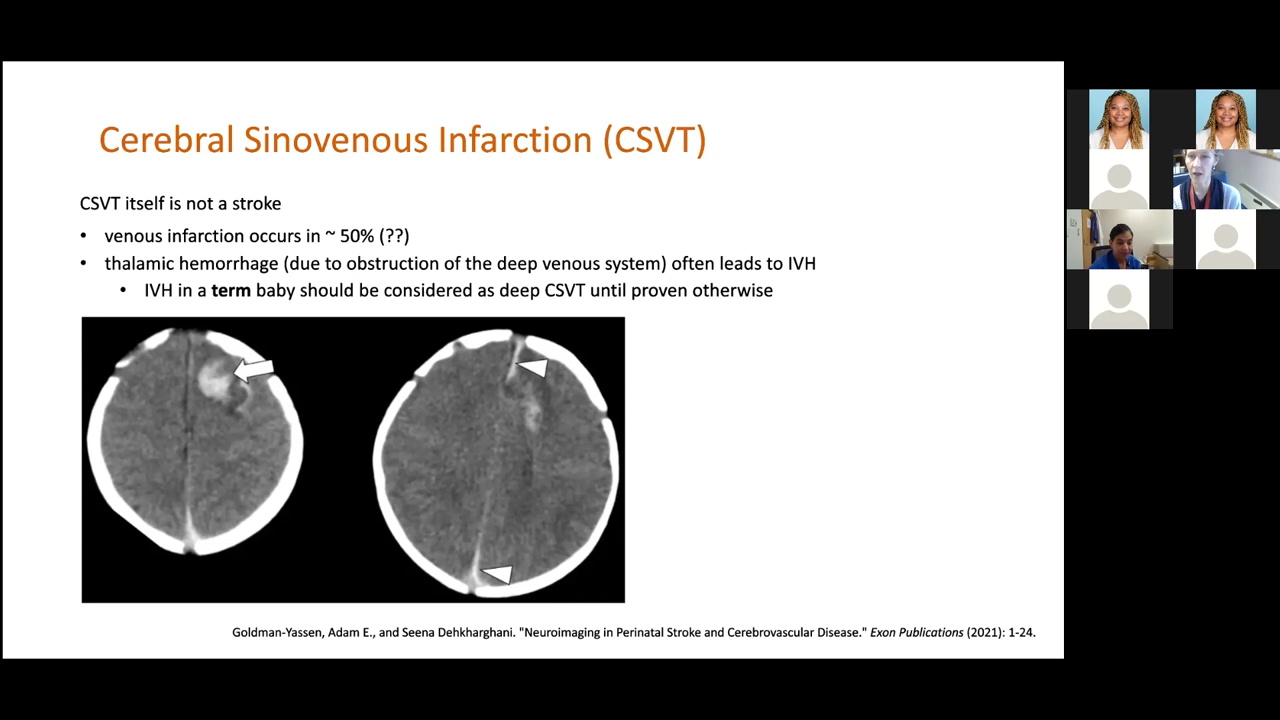 Cerebral Sinovenous Infarction (CSVT)
CSVT itself is not a stroke
• venous infarction occurs in ~ 50% (??)
• thalamic hemorrhage (due to obstruction of the deep venous system) often leads to IVH
• IVH in a term baby should be considered as deep CSVT until proven otherwise
Goldman-Yassen, Adam E., and Seena Dehkharghani. "Neuroimaging in Perinatal Stroke and Cerebrovascular Disease." Exon Publications (2021): 1-24.